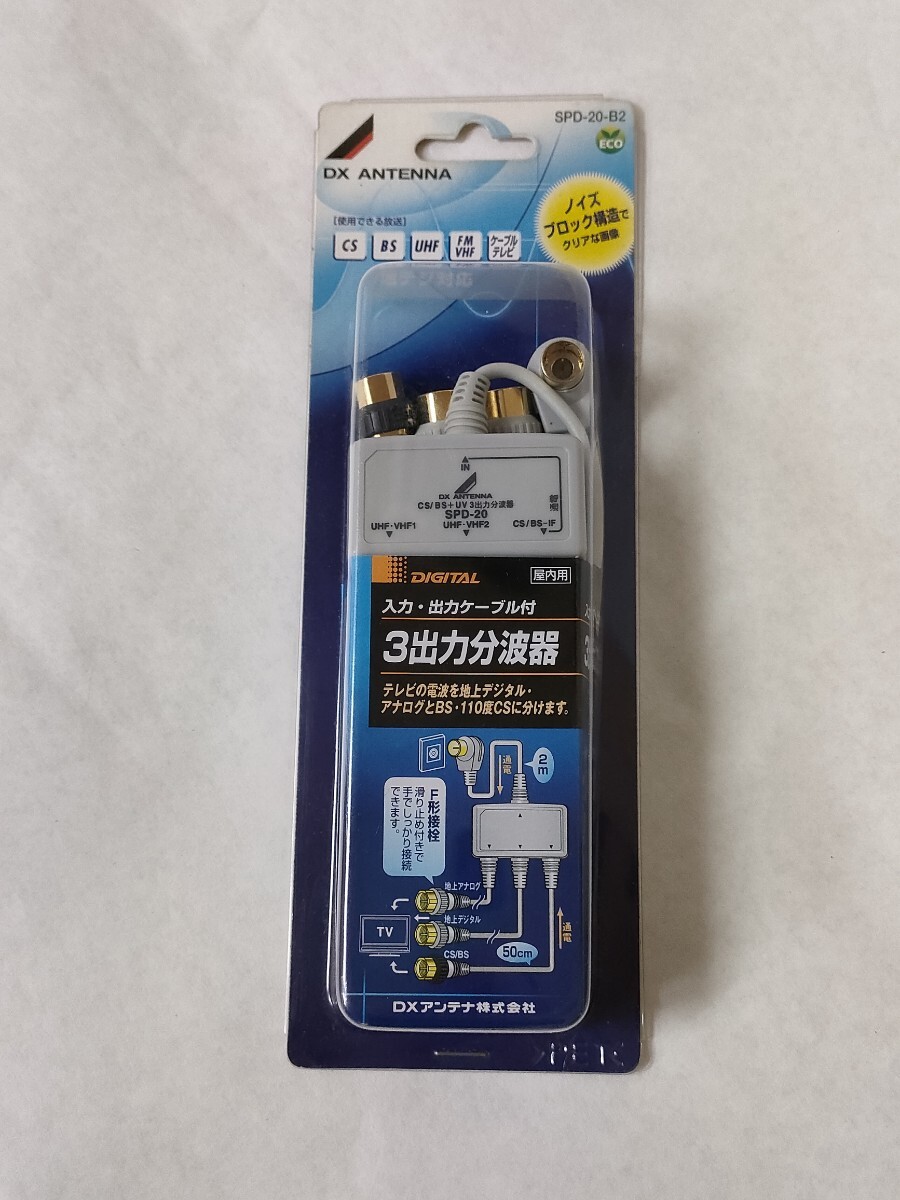 SPD-20-B2
ECO
DX ANTENNA
[使用できる放送]
CS
BS
UHF
FM
VHF
ケーブル
テレビ
ノイズ
ブロック構造で
クリアな画像
地デジ対応
IN
DX ANTENNA
CS/BS+UV 3出力分波器
SPD-20
UHF・VHF1
UHF・VHF2
CS/BS-IF
DIGITAL
屋内用
入力・出力ケーブル付
3出力分波器
テレビの電波を地上デジタル・
アナログとBS・110度CSに分けます。
通電
2m
F形接栓
滑り止め付きで
手でしっかり接続
できます。
地上アナログ
地上デジタル
TV
CS/BS
50cm
通電
DXアンテナ株式会社